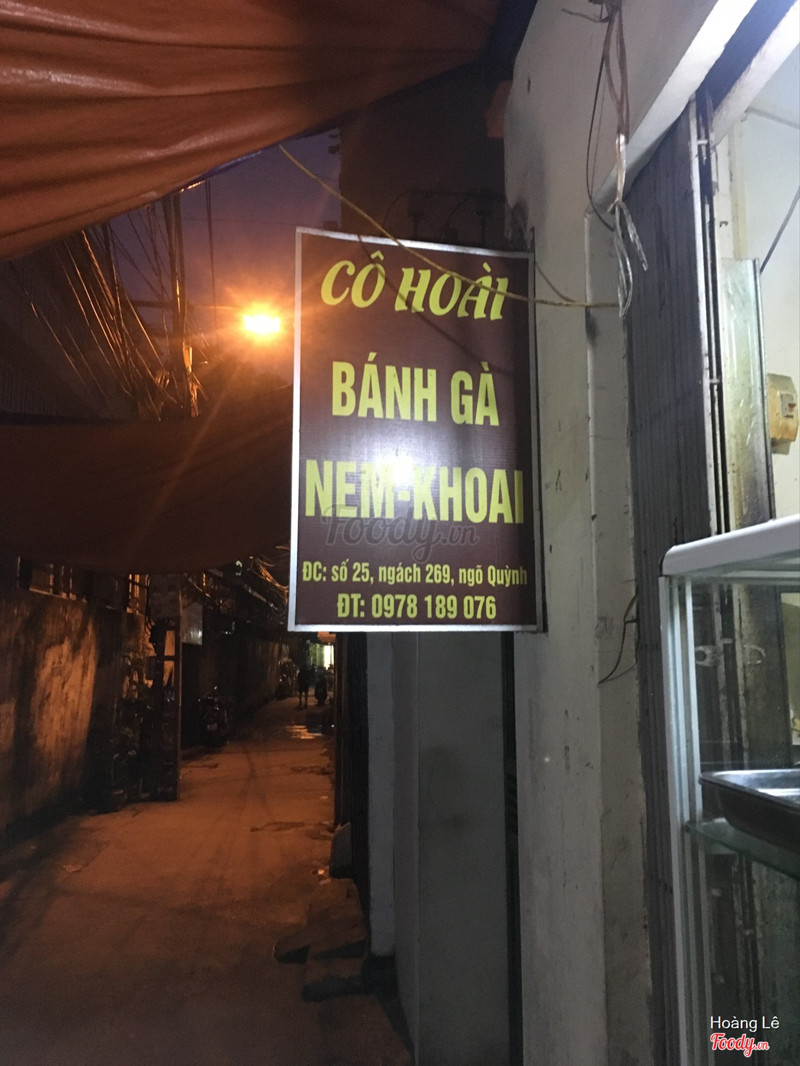 CÔ HOÀI
BÁNH GÀ
NEM-KHOAI
Foody.vn
ĐC: số 25, ngách 269, ngõ Quỳnh
ĐT: 0978 189 076
Hoàng Lê
Foody.vn